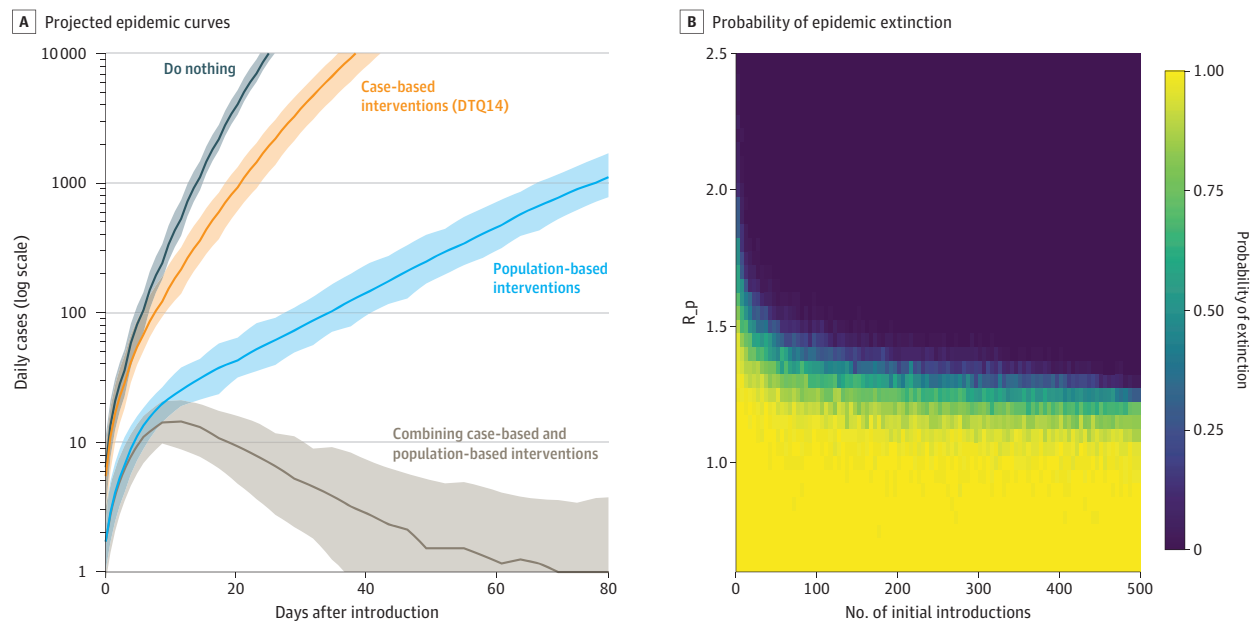 A Projected epidemic curves
10 000
1000
100
10
1
Daily cases (log scale)
Do nothing
Case-based
interventions (DTQ14)
Population-based
interventions
Combining case-based and
population-based interventions
0 20 40 60 80
Days after introduction
B Probability of epidemic extinction
2.5
2.0
1.5
1.0
R_p
0 100 200 300 400 500
No. of initial introductions
1.00
0.75
0.50
0.25
0
Probability of extinction